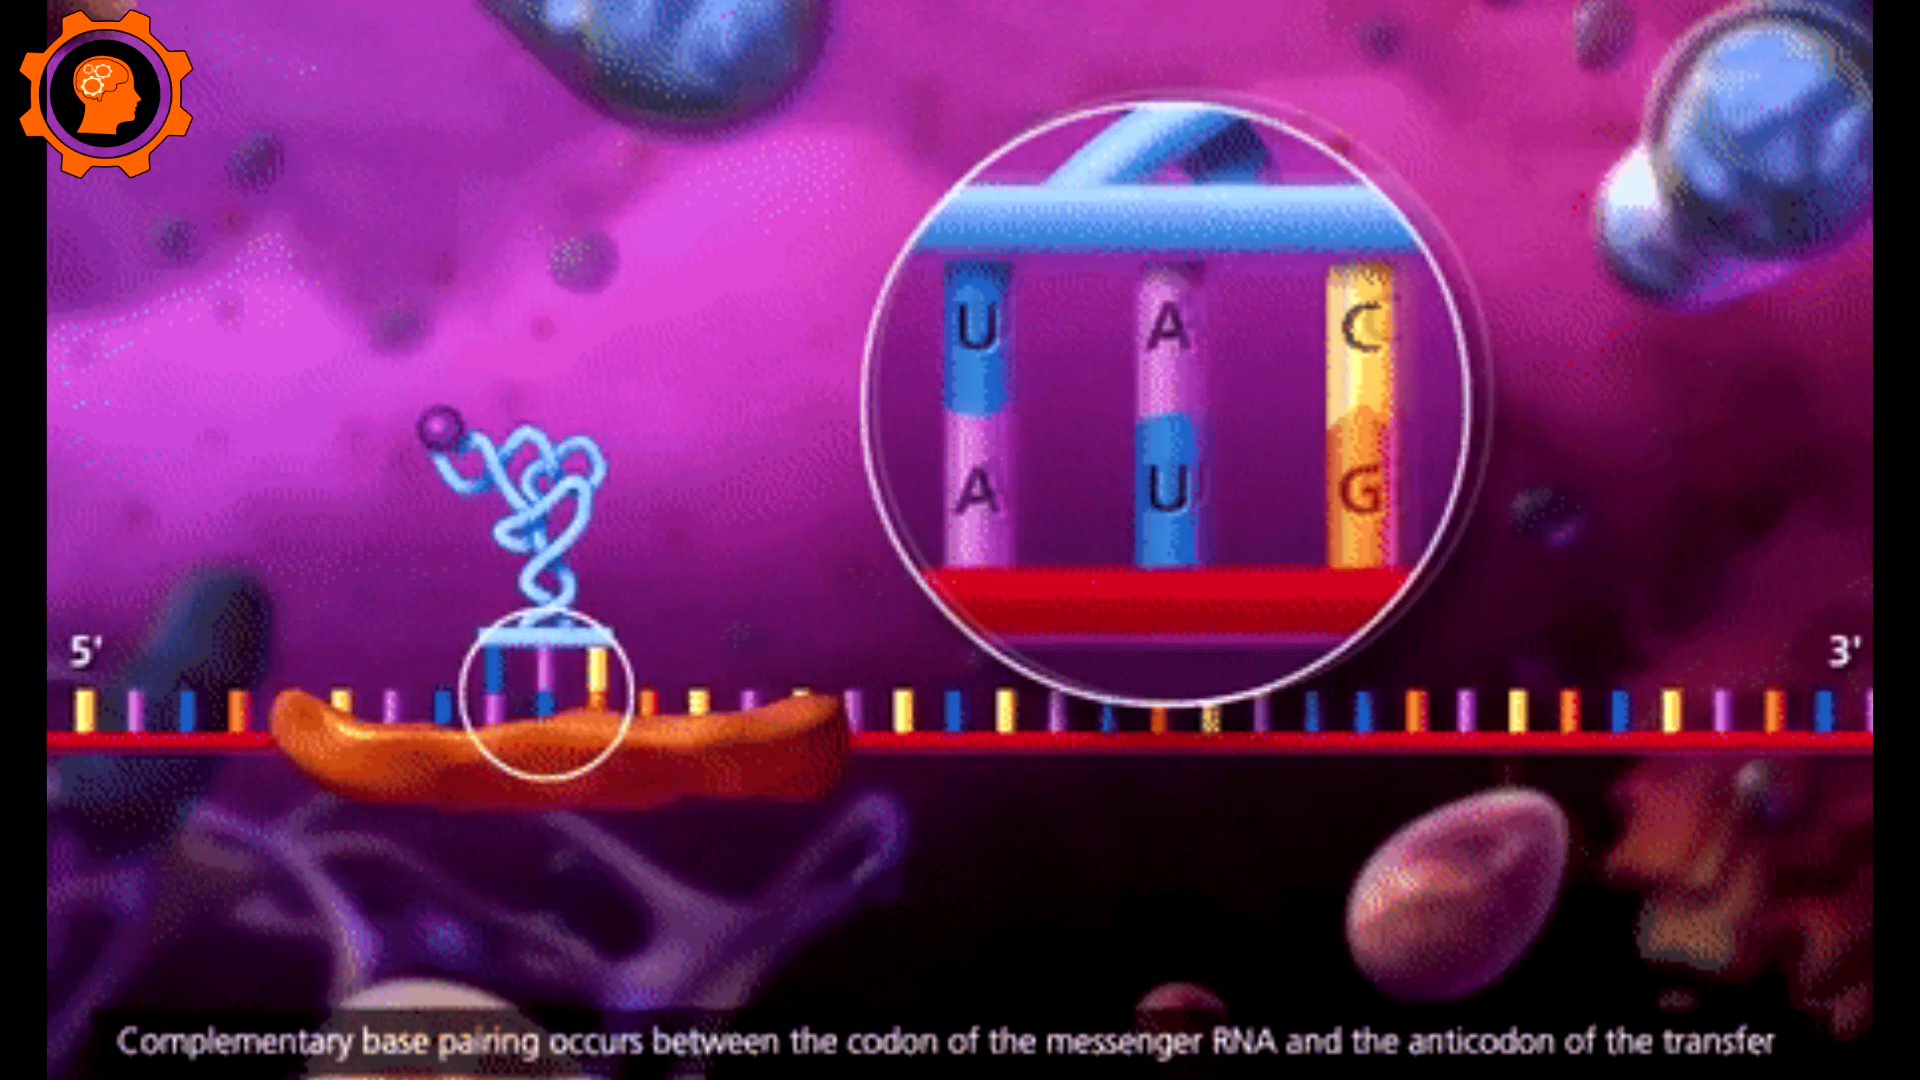 U A C
A U G
5' 3'
Complementary base pairing occurs between the codon of the messenger RNA and the anticodon of the transfer